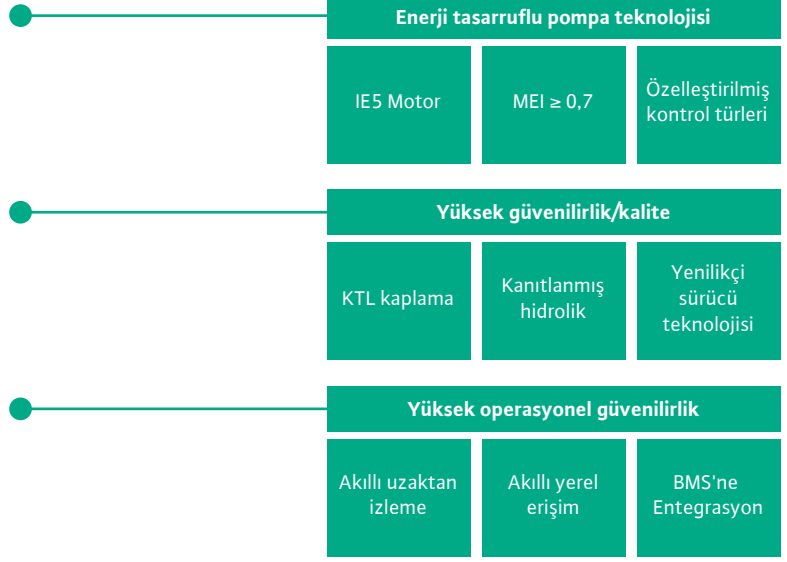 Enerji tasarruflu pompa teknolojisi
IE5 Motor
MEI ≥ 0,7
Özelleştirilmiş
kontrol türleri
Yüksek güvenilirlik/kalite
KTL kaplama
Kanıtlanmış
hidrolik
Yenilikçi
sürücü
teknolojisi
Yüksek operasyonel güvenilirlik
Akıllı uzaktan
izleme
Akıllı yerel
erişim
BMS'ne
Entegrasyon